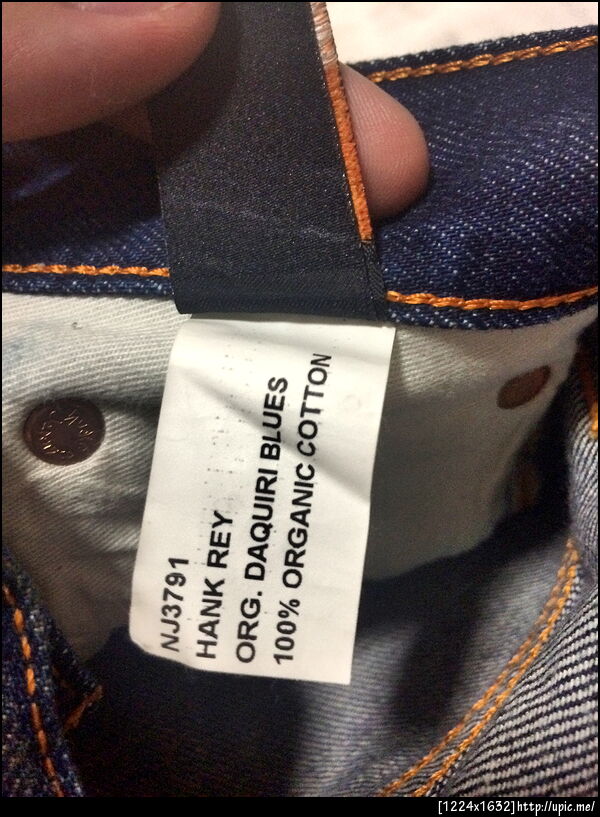 NJ3791
HANK REY
ORG. DAQUIRI BLUES
100% ORGANIC COTTON
[1224x1632]http://upic.me/